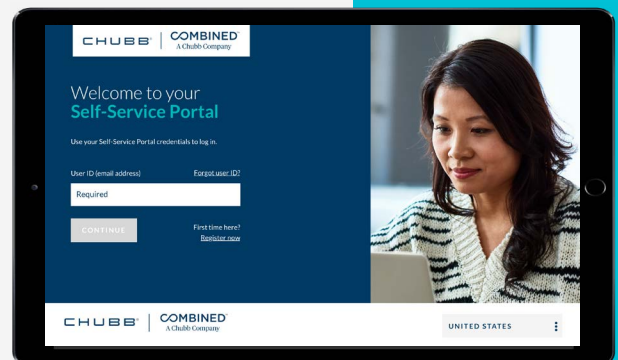 CHUBB® | COMBINED®
A Chubb Company
Welcome to your
Self-Service Portal
Use your Self-Service Portal credentials to log in.
User ID (email address) Forgot user ID?
Required
CONTINUE
First time here?
Register now
CHUBB® | COMBINED®
A Chubb Company
UNITED STATES